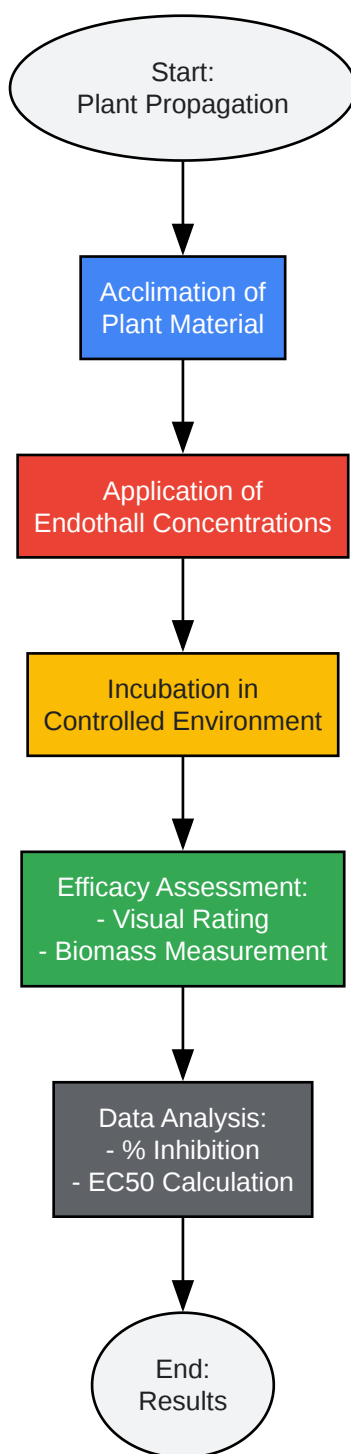 Start:
Plant Propagation
Acclimation of
Plant Material
Application of
Endothall Concentrations
Incubation in
Controlled Environment
Efficacy Assessment:
- Visual Rating
- Biomass Measurement
Data Analysis:
- % Inhibition
- EC50 Calculation
End:
Results